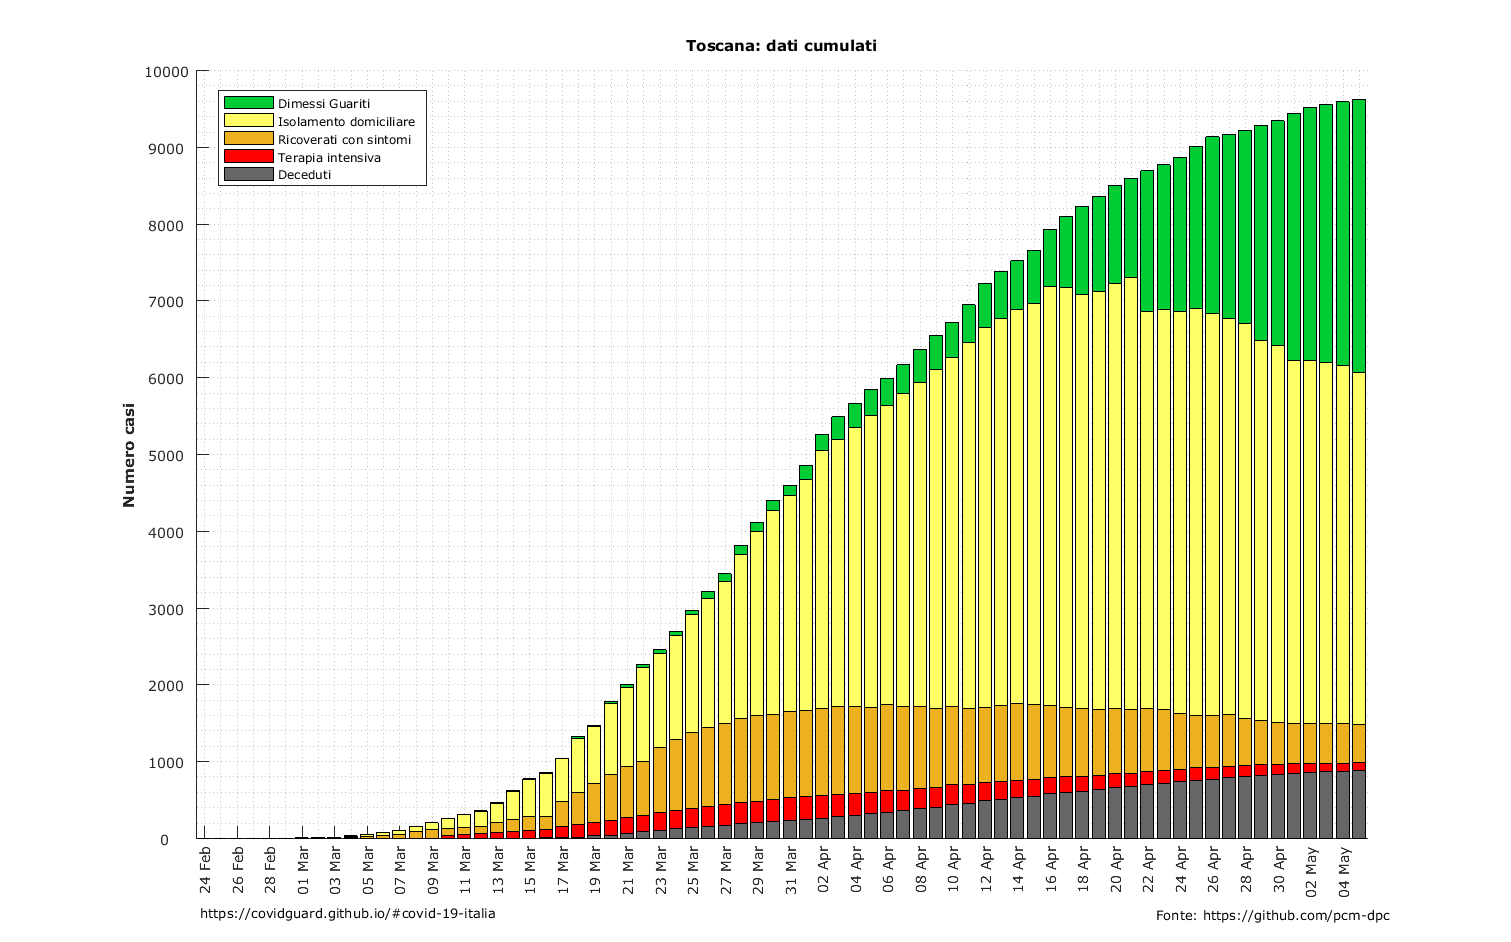 Toscana: dati cumulati
10000
9000
8000
7000
6000
5000
4000
3000
2000
1000
0
Numero casi
Dimessi Guariti
Isolamento domiciliare
Ricoverati con sintomi
Terapia intensiva
Deceduti
24 Feb
26 Feb
28 Feb
01 Mar
03 Mar
05 Mar
07 Mar
09 Mar
11 Mar
13 Mar
15 Mar
17 Mar
19 Mar
21 Mar
23 Mar
25 Mar
27 Mar
29 Mar
31 Mar
02 Apr
04 Apr
06 Apr
08 Apr
10 Apr
12 Apr
14 Apr
16 Apr
18 Apr
20 Apr
22 Apr
24 Apr
26 Apr
28 Apr
30 Apr
02 May
04 May
https://covidguard.github.io/#covid-19-italia
Fonte: https://github.com/pcm-dpc